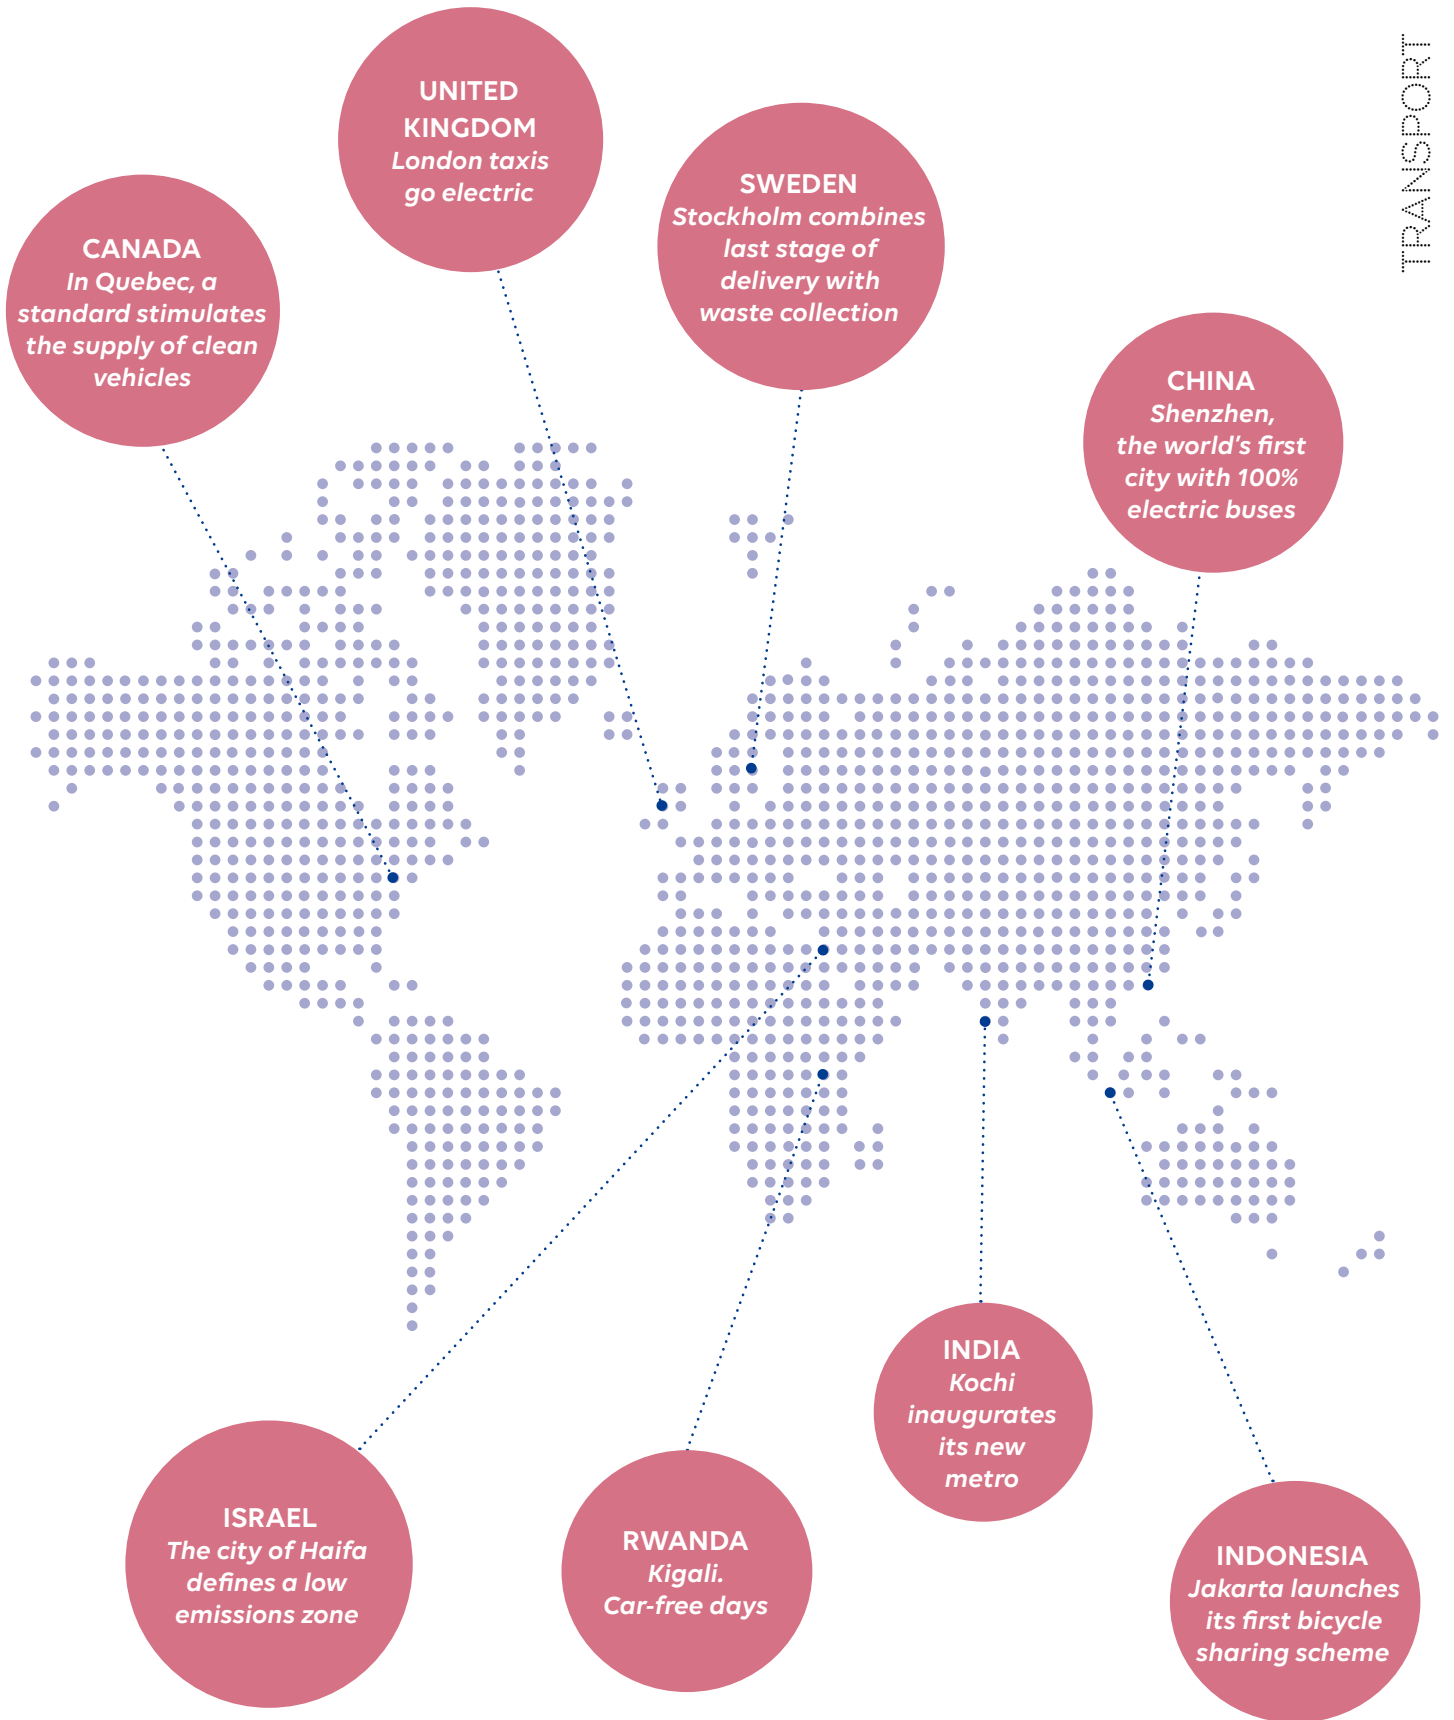 TRANSPORT
UNITED
KINGDOM
London taxis
go electric
SWEDEN
Stockholm combines
last stage of
delivery with
waste collection
CANADA
In Quebec, a
standard stimulates
the supply of clean
vehicles
CHINA
Shenzhen,
the world's first
city with 100%
electric buses
INDIA
Kochi
inaugurates
its new
metro
ISRAEL
The city of Haifa
defines a low
emissions zone
RWANDA
Kigali.
Car-free days
INDONESIA
Jakarta launches
its first bicycle
sharing scheme